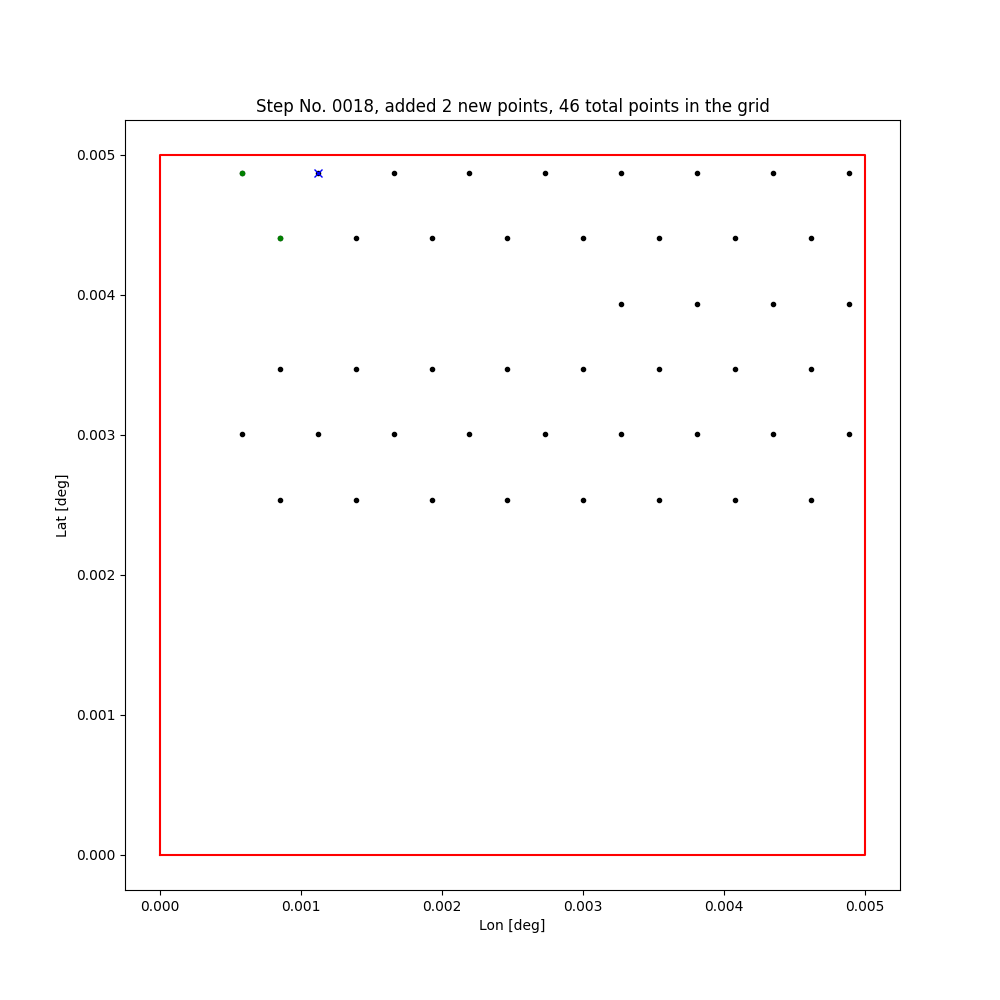 Step No. 0018, added 2 new points, 46 total points in the grid
0.005
0.004
0.003
0.002
0.001
0.000
Lat [deg]
0.000 0.001 0.002 0.003 0.004 0.005
Lon [deg]